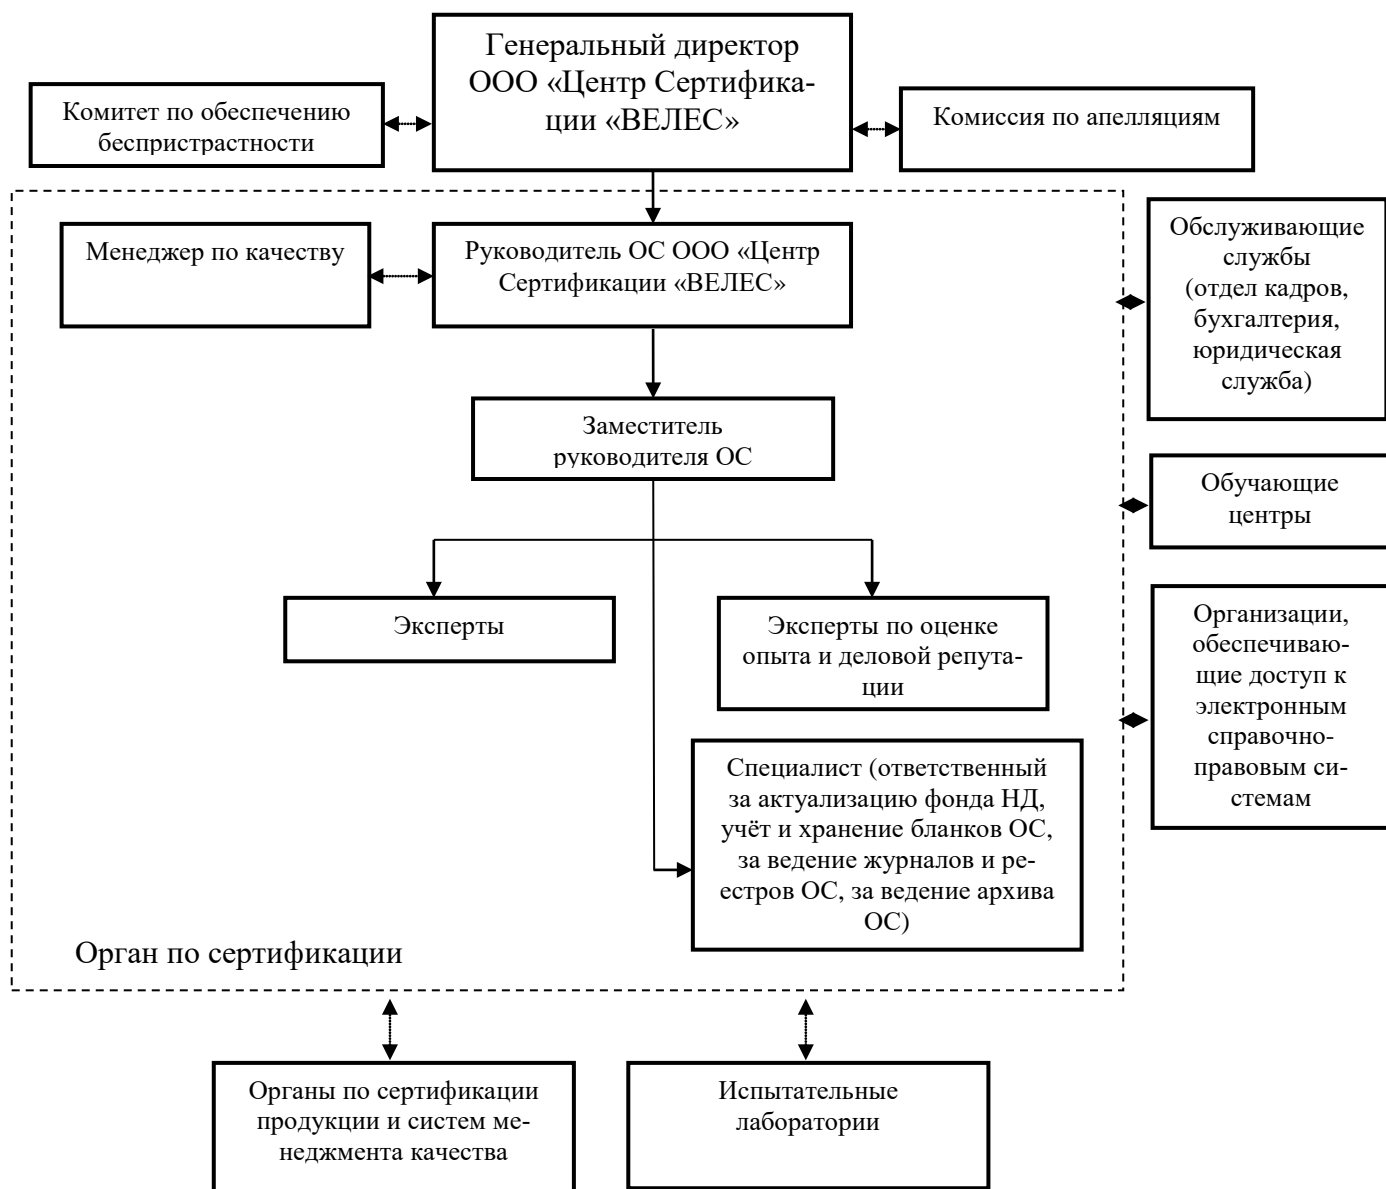 Генеральный директор
ООО «Центр Сертифика-
ции «ВЕЛЕС»
Комитет по обеспечению
беспристрастности
Комиссия по апелляциям
Менеджер по качеству
Руководитель ОС ООО «Центр
Сертификации «ВЕЛЕС»
Обслуживающие
службы
(отдел кадров,
бухгалтерия,
юридическая
служба)
Заместитель
руководителя ОС
Обучающие
центры
Эксперты
Эксперты по оценке
опыта и деловой репута-
ции
Организации,
обеспечиваю-
щие доступ к
электронным
справочно-
правовым си-
стемам
Специалист (ответственный
за актуализацию фонда НД,
учёт и хранение бланков ОС,
за ведение журналов и ре-
естров ОС, за ведение архива
ОС)
Орган по сертификации
Органы по сертификации
продукции и систем ме-
неджмента качества
Испытательные
лаборатории